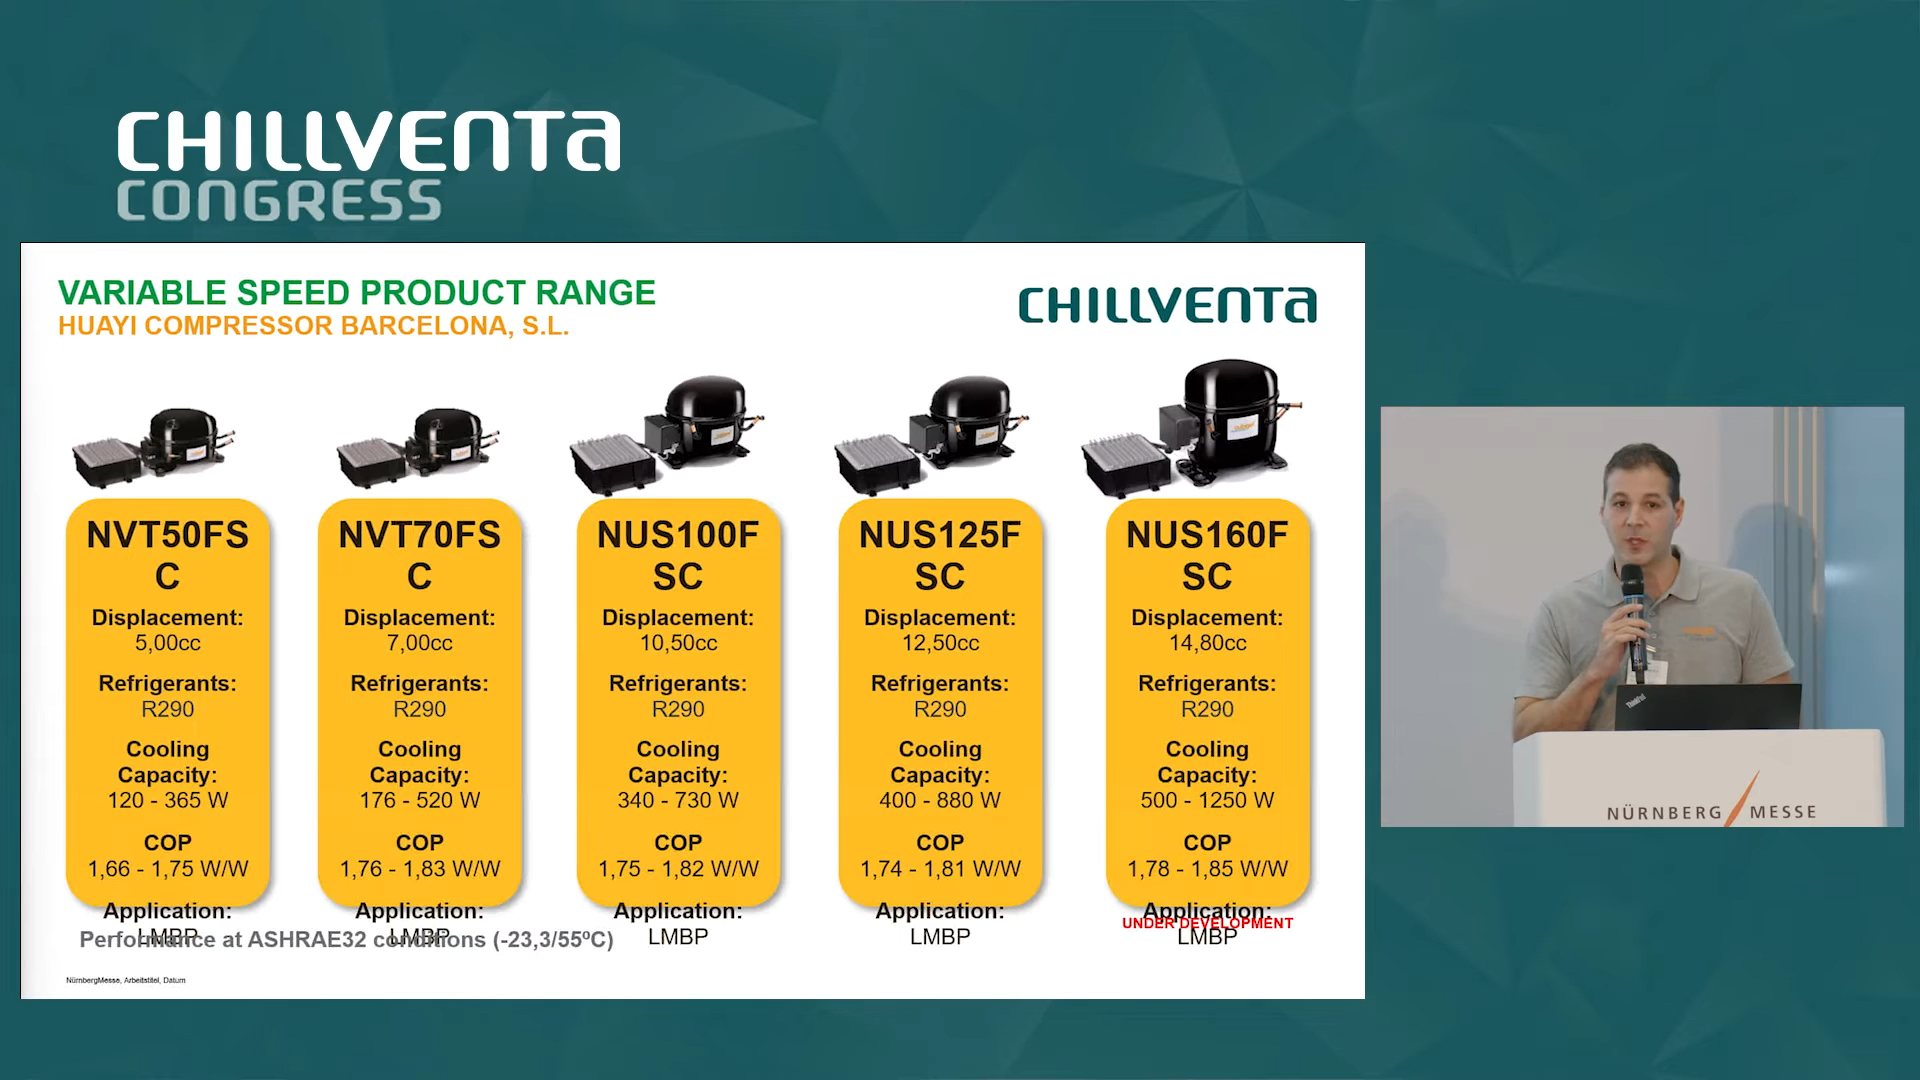 CHILLVENTA
CONGRESS
VARIABLE SPEED PRODUCT RANGE
HUAYI COMPRESSOR BARCELONA, S.L.
CHILLVENTA
NVT50FS
C
Displacement:
5,00cc
Refrigerants:
R290
Cooling
Capacity:
120 - 365 W
COP
1,66 - 1,75 W/W
Application:
LMBP
NVT70FS
C
Displacement:
7,00cc
Refrigerants:
R290
Cooling
Capacity:
176 - 520 W
COP
1,76 - 1,83 W/W
Application:
LMBP
NUS100F
SC
Displacement:
10,50cc
Refrigerants:
R290
Cooling
Capacity:
340 - 730 W
COP
1,75 - 1,82 W/W
Application:
LMBP
NUS125F
SC
Displacement:
12,50cc
Refrigerants:
R290
Cooling
Capacity:
400 - 880 W
COP
1,74 - 1,81 W/W
Application:
LMBP
NUS160F
SC
Displacement:
14,80cc
Refrigerants:
R290
Cooling
Capacity:
500 - 1250 W
COP
1,78 - 1,85 W/W
Application:
UNDER DEVELOPMENT
LMBP
Performance at ASHRAE32 conditions (-23,3/55ºC)
NürnbergMesse, Arbeitstitel, Datum
ThinkPad
NÜRNBERG MESSE